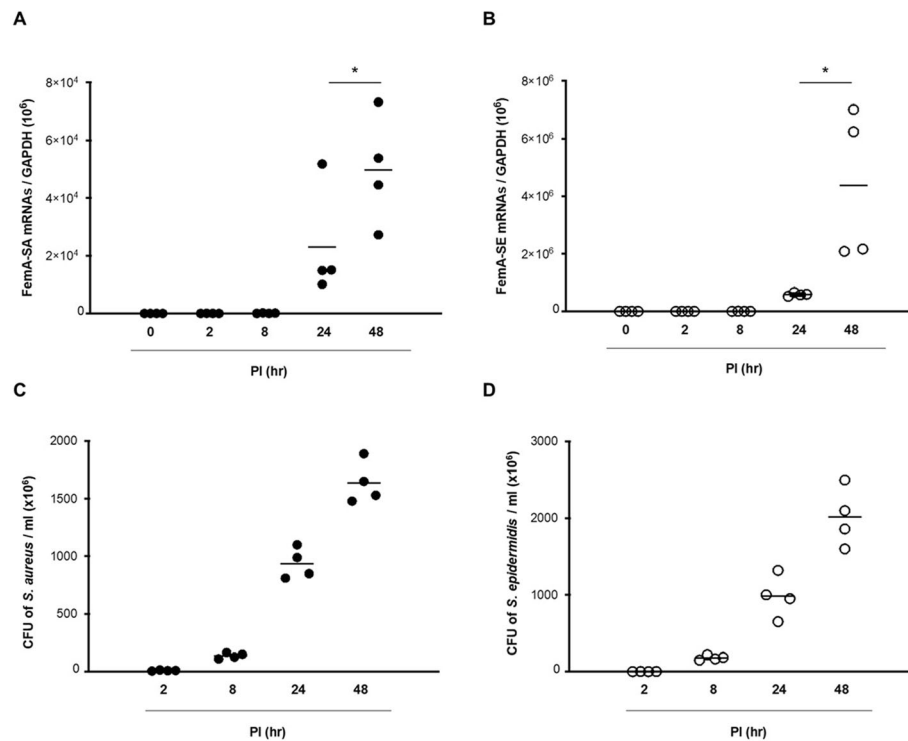 A
FemA-SA mRNAs / GAPDH (10⁶)
8×10⁴
6×10⁴
4×10⁴
2×10⁴
0
*
0 2 8 24 48
PI (hr)
B
FemA-SE mRNAs / GAPDH (10⁶)
8×10⁶
6×10⁶
4×10⁶
2×10⁶
0
*
0 2 8 24 48
PI (hr)
C
CFU of S. aureus / ml (x10⁶)
2000
1500
1000
500
0
2 8 24 48
PI (hr)
D
CFU of S. epidermidis / ml (x10⁶)
3000
2000
1000
0
2 8 24 48
PI (hr)